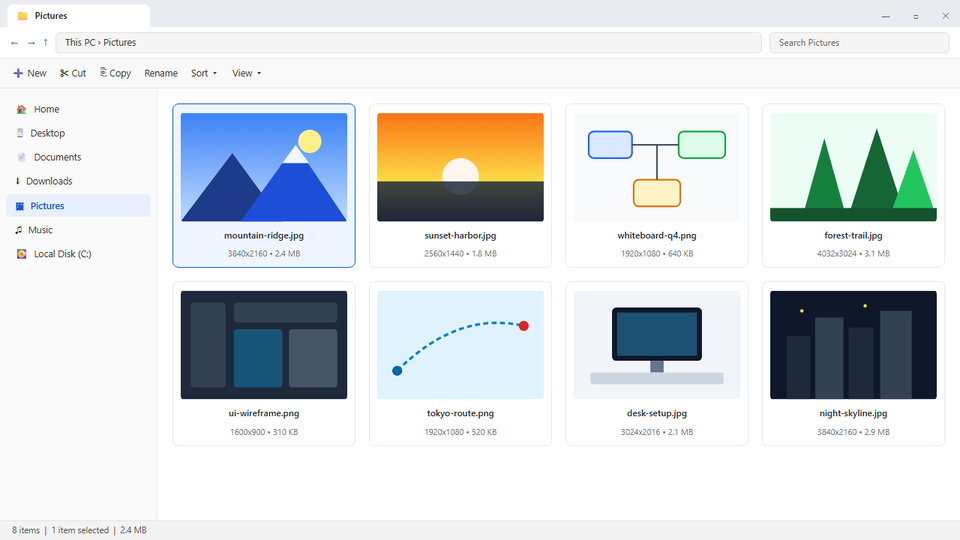 Pictures
This PC › Pictures
Search Pictures
New Cut Copy Rename Sort View
Home
Desktop
Documents
Downloads
Pictures
Music
Local Disk (C:)
mountain-ridge.jpg
3840x2160 • 2.4 MB
sunset-harbor.jpg
2560x1440 • 1.8 MB
whiteboard-q4.png
1920x1080 • 640 KB
forest-trail.jpg
4032x3024 • 3.1 MB
ui-wireframe.png
1600x900 • 310 KB
tokyo-route.png
1920x1080 • 520 KB
desk-setup.jpg
3024x2016 • 2.1 MB
night-skyline.jpg
3840x2160 • 2.9 MB
8 items | 1 item selected | 2.4 MB